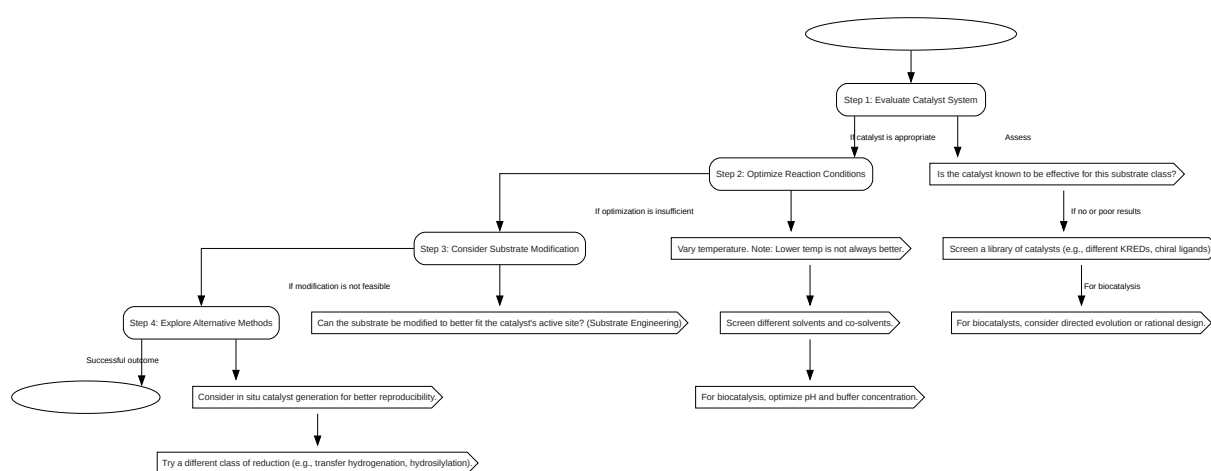 Step 1: Evaluate Catalyst System
If catalyst is appropriate
Assess
Step 2: Optimize Reaction Conditions
Is the catalyst known to be effective for this substrate class?
If optimization is insufficient
If no or poor results
Step 3: Consider Substrate Modification
Vary temperature. Note: Lower temp is not always better.
Screen a library of catalysts (e.g., different KREDs, chiral ligands)
If modification is not feasible
For biocatalysis
Step 4: Explore Alternative Methods
Can the substrate be modified to better fit the catalyst's active site? (Substrate Engineering)
Screen different solvents and co-solvents.
For biocatalysts, consider directed evolution or rational design.
Successful outcome
Consider in situ catalyst generation for better reproducibility.
For biocatalysis, optimize pH and buffer concentration.
Try a different class of reduction (e.g., transfer hydrogenation, hydrosilylation).